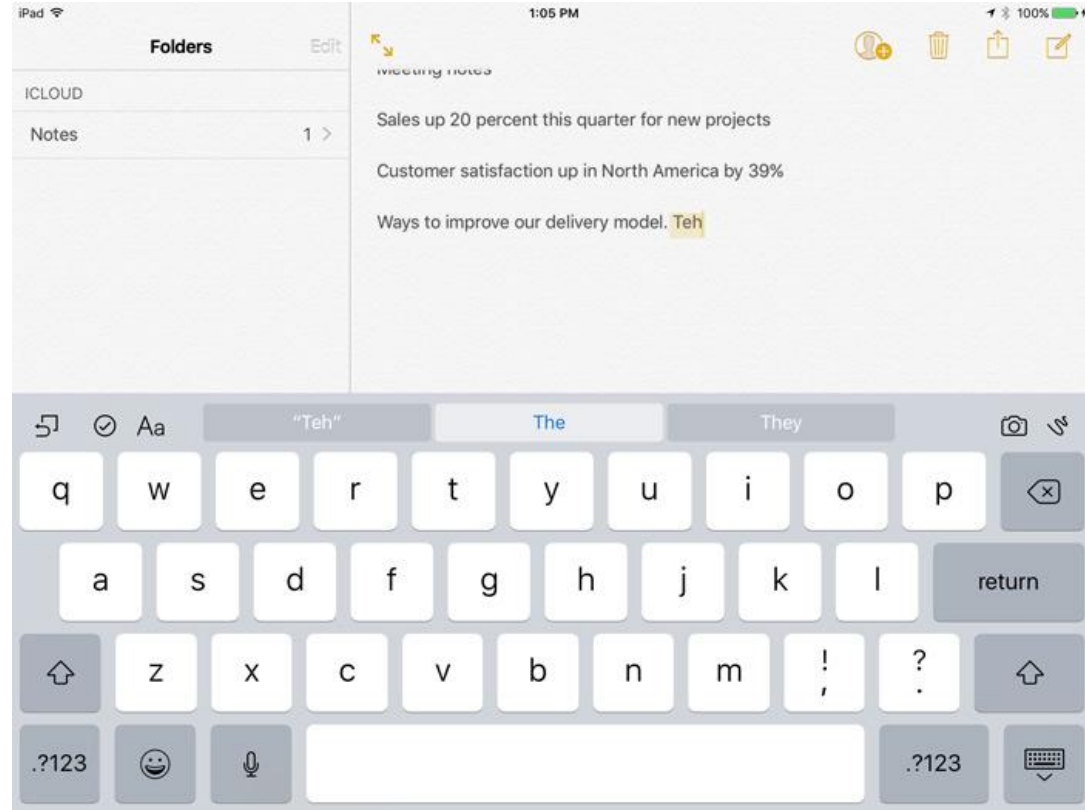 iPad 1:05 PM 100%
Folders Edit
Meeting notes
ICLOUD
Notes 1 >
Sales up 20 percent this quarter for new projects
Customer satisfaction up in North America by 39%
Ways to improve our delivery model. Teh
Aa "Teh" The They
q w e r t y u i o p
a s d f g h j k l return
z x c v b n m ! , ? .
.?123 .?123